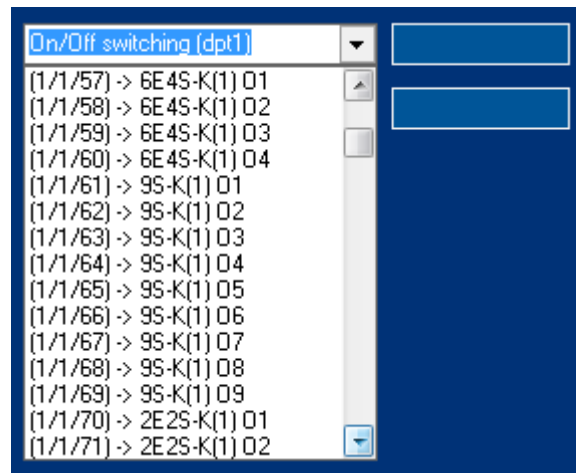 On/Off switching (dpt1)
(1/1/57) -> 6E4S-K(1) O1
(1/1/58) -> 6E4S-K(1) O2
(1/1/59) -> 6E4S-K(1) O3
(1/1/60) -> 6E4S-K(1) O4
(1/1/61) -> 9S-K(1) O1
(1/1/62) -> 9S-K(1) O2
(1/1/63) -> 9S-K(1) O3
(1/1/64) -> 9S-K(1) O4
(1/1/65) -> 9S-K(1) O5
(1/1/66) -> 9S-K(1) O6
(1/1/67) -> 9S-K(1) O7
(1/1/68) -> 9S-K(1) O8
(1/1/69) -> 9S-K(1) O9
(1/1/70) -> 2E2S-K(1) O1
(1/1/71) -> 2E2S-K(1) O2